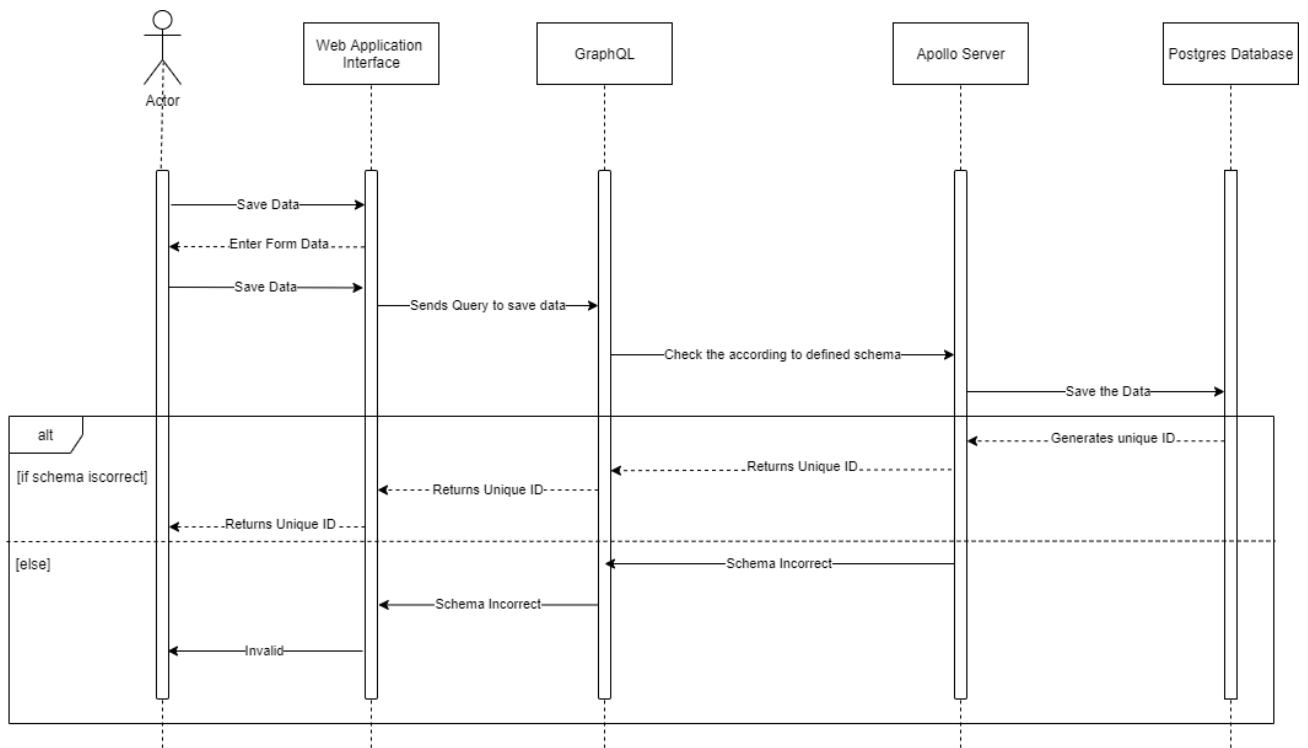 Actor
Web Application
Interface
GraphQL
Apollo Server
Postgres Database
Save Data
Enter Form Data
Save Data
Sends Query to save data
Check the according to defined schema
Save the Data
alt
Generates unique ID
[if schema iscorrect]
Returns Unique ID
Returns Unique ID
Returns Unique ID
[else]
Schema Incorrect
Schema Incorrect
Invalid